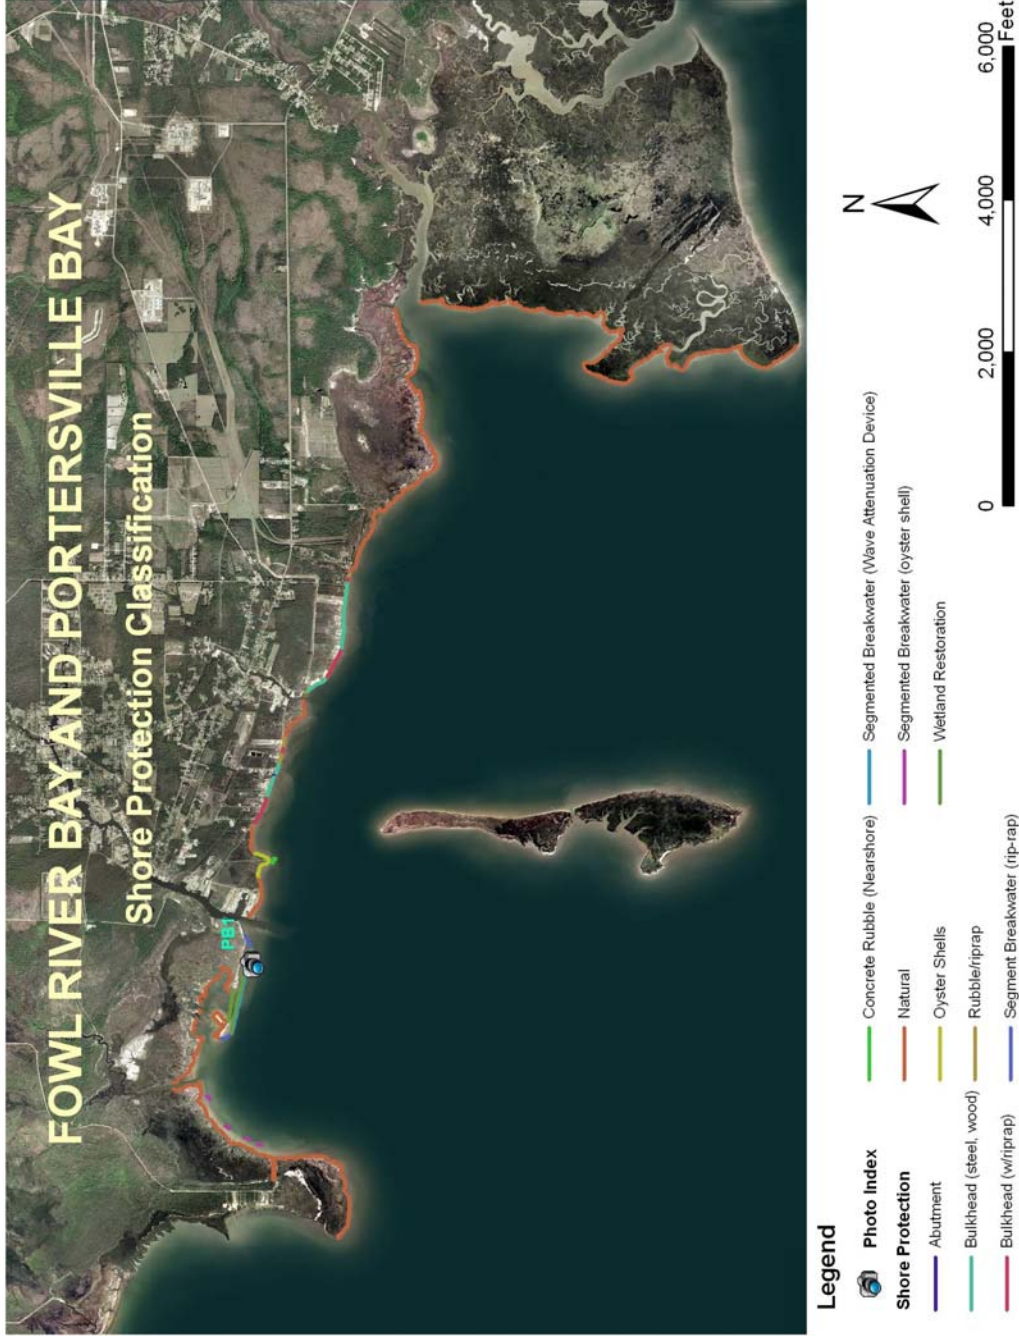 FOWL RIVER BAY AND PORTERSVILLE BAY
Shore Protection Classification
PB1
Legend
Photo Index
Shore Protection
Abutment
Bulkhead (steel, wood)
Bulkhead (w/riprap)
Concrete Rubble (Nearshore)
Natural
Oyster Shells
Rubble/riprap
Segment Breakwater (rip-rap)
Segmented Breakwater (Wave Attenuation Device)
Segmented Breakwater (oyster shell)
Wetland Restoration
N
0 2,000 4,000 6,000
Feet